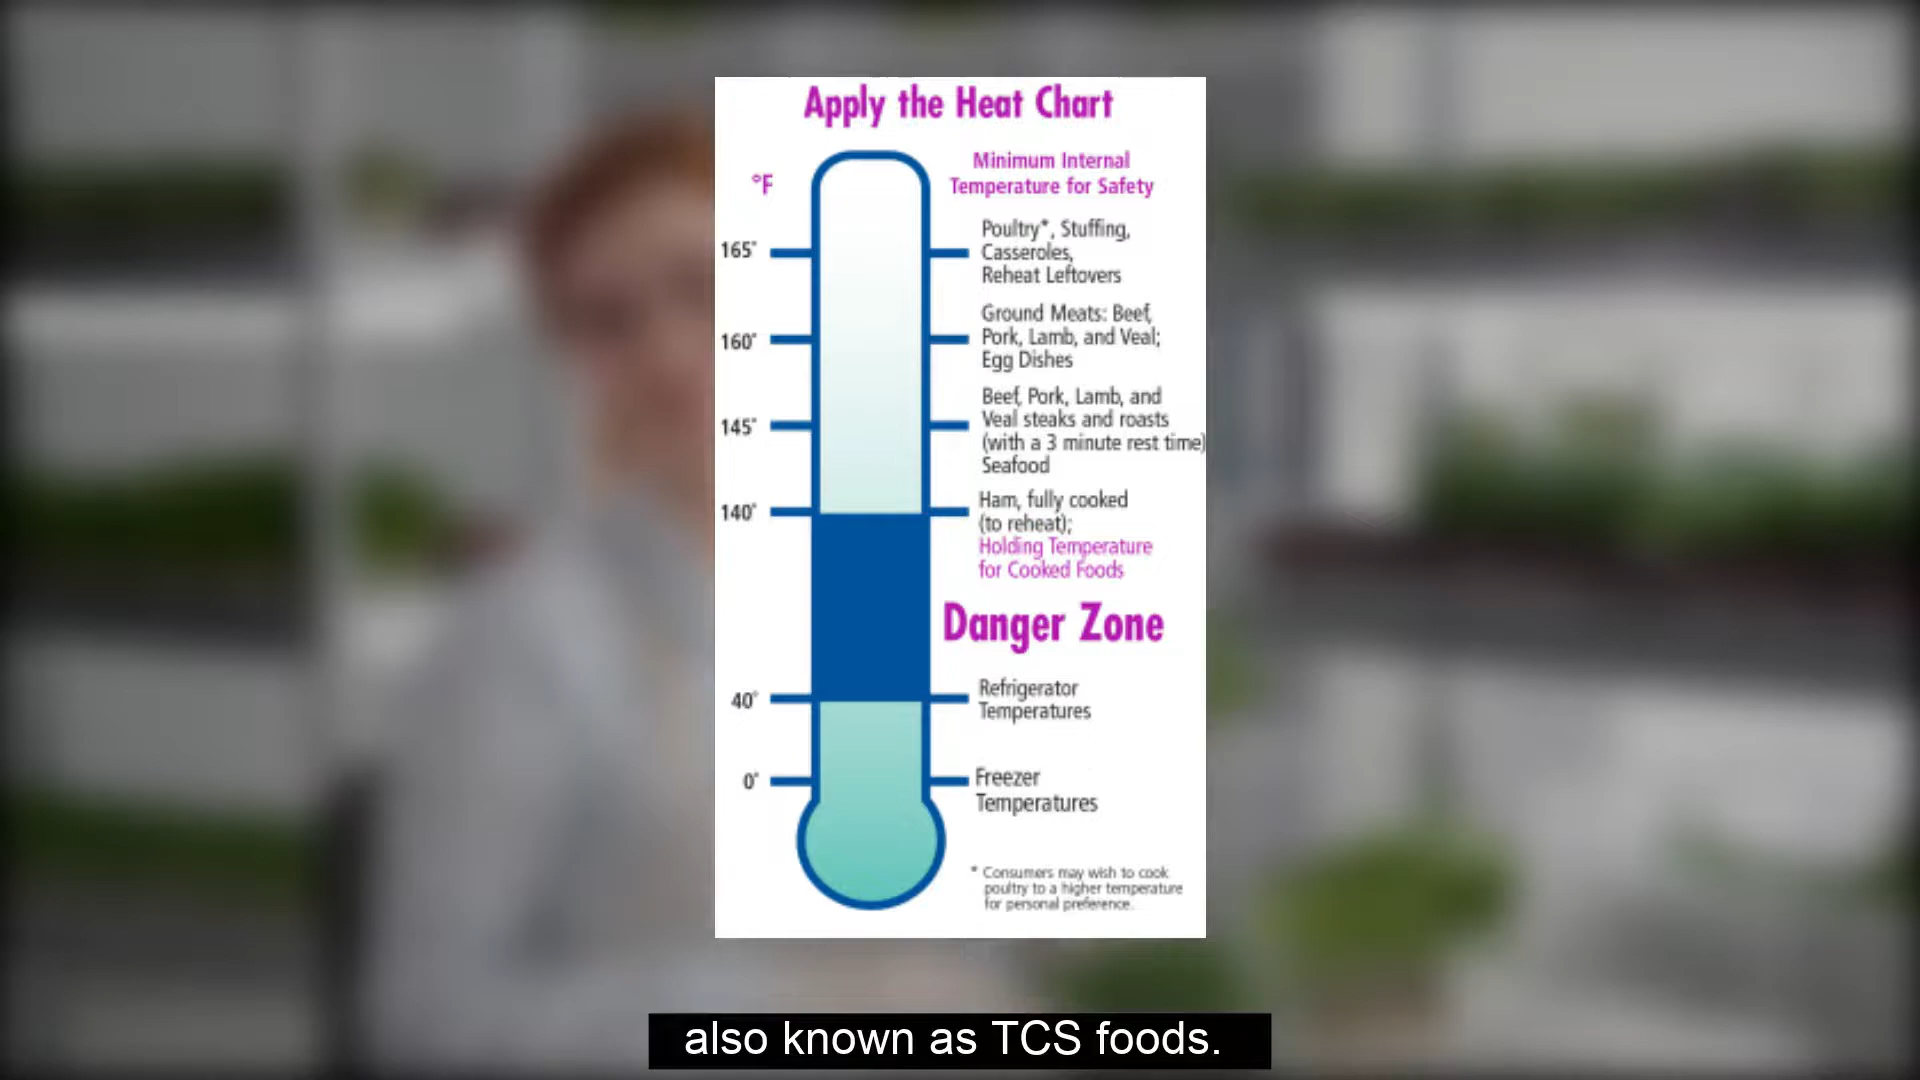 Apply the Heat Chart
°F
Minimum Internal
Temperature for Safety
165°
Poultry*, Stuffing,
Casseroles,
Reheat Leftovers
160°
Ground Meats: Beef,
Pork, Lamb, and Veal;
Egg Dishes
145°
Beef, Pork, Lamb, and
Veal steaks and roasts
(with a 3 minute rest time)
Seafood
140°
Ham, fully cooked
(to reheat);
Holding Temperature
for Cooked Foods
Danger Zone
40°
Refrigerator
Temperatures
0°
Freezer
Temperatures
* Consumers may wish to cook
poultry to a higher temperature
for personal preference.
also known as TCS foods.